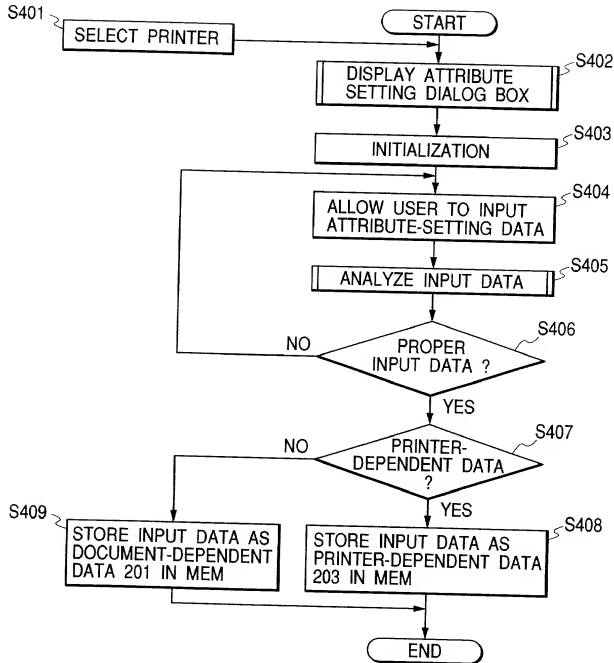 START
S401
SELECT PRINTER
S402
DISPLAY ATTRIBUTE
SETTING DIALOG BOX
S403
INITIALIZATION
S404
ALLOW USER TO INPUT
ATTRIBUTE-SETTING DATA
S405
ANALYZE INPUT DATA
S406
PROPER
INPUT DATA ?
NO
YES
S407
PRINTER-
DEPENDENT DATA
?
NO
YES
S409
STORE INPUT DATA AS
DOCUMENT-DEPENDENT
DATA 201 IN MEM
S408
STORE INPUT DATA AS
PRINTER-DEPENDENT DATA
203 IN MEM
END